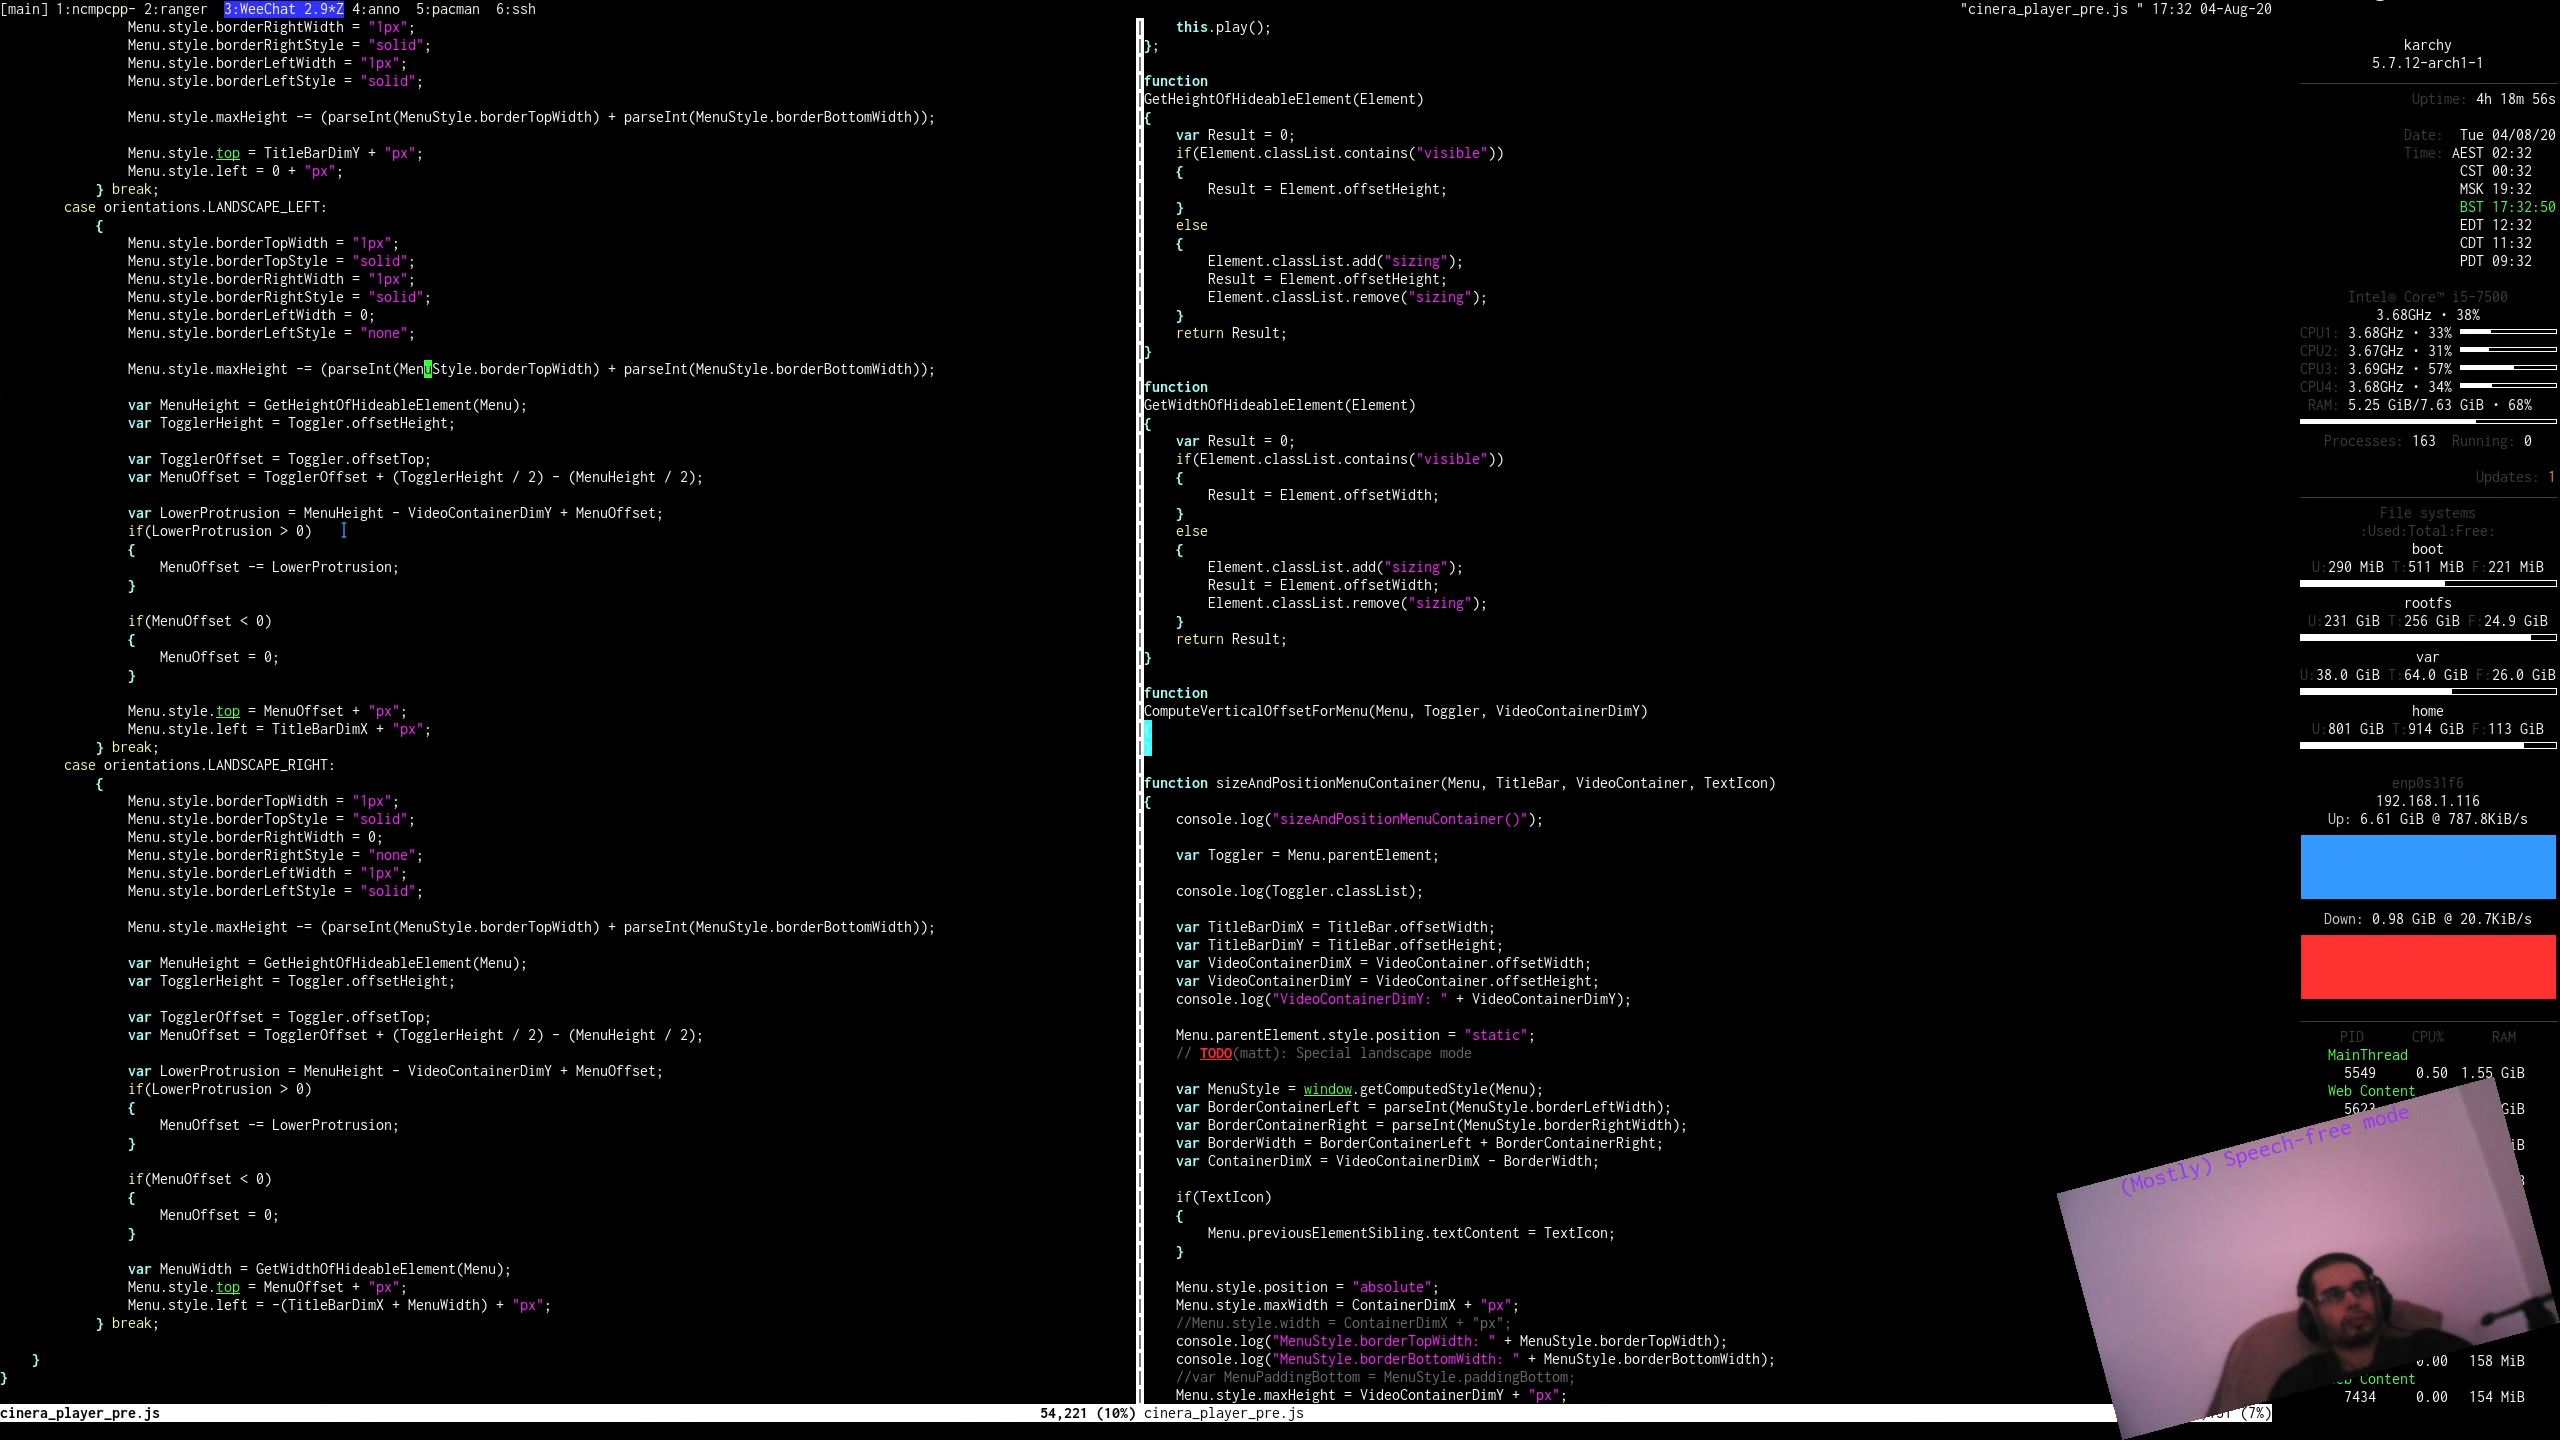 [main] 1:ncmpcpp- 2:ranger  3:WeeChat 2.9*Z 4:anno  5:pacman  6:ssh
"cinera_player_pre.js " 17:32 04-Aug-20
Menu.style.borderRightWidth = "1px";
Menu.style.borderRightStyle = "solid";
Menu.style.borderLeftWidth = "1px";
Menu.style.borderLeftStyle = "solid";
Menu.style.maxHeight -= (parseInt(MenuStyle.borderTopWidth) + parseInt(MenuStyle.borderBottomWidth));
Menu.style.top = TitleBarDimY + "px";
Menu.style.left = 0 + "px";
} break;
case orientations.LANDSCAPE_LEFT:
{
Menu.style.borderTopWidth = "1px";
Menu.style.borderTopStyle = "solid";
Menu.style.borderRightWidth = "1px";
Menu.style.borderRightStyle = "solid";
Menu.style.borderLeftWidth = 0;
Menu.style.borderLeftStyle = "none";
Menu.style.maxHeight -= (parseInt(MenuStyle.borderTopWidth) + parseInt(MenuStyle.borderBottomWidth));
var MenuHeight = GetHeightOfHideableElement(Menu);
var TogglerHeight = Toggler.offsetHeight;
var TogglerOffset = Toggler.offsetTop;
var MenuOffset = TogglerOffset + (TogglerHeight / 2) - (MenuHeight / 2);
var LowerProtrusion = MenuHeight - VideoContainerDimY + MenuOffset;
if(LowerProtrusion > 0)
{
MenuOffset -= LowerProtrusion;
}
if(MenuOffset < 0)
{
MenuOffset = 0;
}
Menu.style.top = MenuOffset + "px";
Menu.style.left = TitleBarDimX + "px";
} break;
case orientations.LANDSCAPE_RIGHT:
{
Menu.style.borderTopWidth = "1px";
Menu.style.borderTopStyle = "solid";
Menu.style.borderRightWidth = 0;
Menu.style.borderRightStyle = "none";
Menu.style.borderLeftWidth = "1px";
Menu.style.borderLeftStyle = "solid";
Menu.style.maxHeight -= (parseInt(MenuStyle.borderTopWidth) + parseInt(MenuStyle.borderBottomWidth));
var MenuHeight = GetHeightOfHideableElement(Menu);
var TogglerHeight = Toggler.offsetHeight;
var TogglerOffset = Toggler.offsetTop;
var MenuOffset = TogglerOffset + (TogglerHeight / 2) - (MenuHeight / 2);
var LowerProtrusion = MenuHeight - VideoContainerDimY + MenuOffset;
if(LowerProtrusion > 0)
{
MenuOffset -= LowerProtrusion;
}
if(MenuOffset < 0)
{
MenuOffset = 0;
}
var MenuWidth = GetWidthOfHideableElement(Menu);
Menu.style.top = MenuOffset + "px";
Menu.style.left = -(TitleBarDimX + MenuWidth) + "px";
} break;
}
}
cinera_player_pre.js 54,221 (10%)
this.play();
};
function
GetHeightOfHideableElement(Element)
{
var Result = 0;
if(Element.classList.contains("visible"))
{
Result = Element.offsetHeight;
}
else
{
Element.classList.add("sizing");
Result = Element.offsetHeight;
Element.classList.remove("sizing");
}
return Result;
}
function
GetWidthOfHideableElement(Element)
{
var Result = 0;
if(Element.classList.contains("visible"))
{
Result = Element.offsetWidth;
}
else
{
Element.classList.add("sizing");
Result = Element.offsetWidth;
Element.classList.remove("sizing");
}
return Result;
}
function
ComputeVerticalOffsetForMenu(Menu, Toggler, VideoContainerDimY)
function sizeAndPositionMenuContainer(Menu, TitleBar, VideoContainer, TextIcon)
{
console.log("sizeAndPositionMenuContainer()");
var Toggler = Menu.parentElement;
console.log(Toggler.classList);
var TitleBarDimX = TitleBar.offsetWidth;
var TitleBarDimY = TitleBar.offsetHeight;
var VideoContainerDimX = VideoContainer.offsetWidth;
var VideoContainerDimY = VideoContainer.offsetHeight;
console.log("VideoContainerDimY: " + VideoContainerDimY);
Menu.parentElement.style.position = "static";
// TODO(matt): Special landscape mode
var MenuStyle = window.getComputedStyle(Menu);
var BorderContainerLeft = parseInt(MenuStyle.borderLeftWidth);
var BorderContainerRight = parseInt(MenuStyle.borderRightWidth);
var BorderWidth = BorderContainerLeft + BorderContainerRight;
var ContainerDimX = VideoContainerDimX - BorderWidth;
if(TextIcon)
{
Menu.previousElementSibling.textContent = TextIcon;
}
Menu.style.position = "absolute";
Menu.style.maxWidth = ContainerDimX + "px";
//Menu.style.width = ContainerDimX + "px";
console.log("MenuStyle.borderTopWidth: " + MenuStyle.borderTopWidth);
console.log("MenuStyle.borderBottomWidth: " + MenuStyle.borderBottomWidth);
//var MenuPaddingBottom = MenuStyle.paddingBottom;
Menu.style.maxHeight = VideoContainerDimY + "px";
cinera_player_pre.js (7%)
karchy
5.7.12-arch1-1
Uptime: 4h 18m 56s
Date: Tue 04/08/20
Time: AEST 02:32
CST 00:32
MSK 19:32
BST 17:32:50
EDT 12:32
CDT 11:32
PDT 09:32
Intel® Core™ i5-7500
3.68GHz · 38%
CPU1: 3.68GHz · 33%
CPU2: 3.67GHz · 31%
CPU3: 3.69GHz · 57%
CPU4: 3.68GHz · 34%
RAM: 5.25 GiB/7.63 GiB · 68%
Processes: 163  Running: 0
Updates: 1
File systems
:Used:Total:Free:
boot
U:290 MiB T:511 MiB F:221 MiB
rootfs
U:231 GiB T:256 GiB F:24.9 GiB
var
U:38.0 GiB T:64.0 GiB F:26.0 GiB
home
U:801 GiB T:914 GiB F:113 GiB
enp0s31f6
192.168.1.116
Up: 6.61 GiB @ 787.8KiB/s
Down: 0.98 GiB @ 20.7KiB/s
PID CPU% RAM
MainThread
5549 0.50 1.55 GiB
Web Content
GiB
(Mostly) Speech-free mode
0.00 158 MiB
Content
7434 0.00 154 MiB